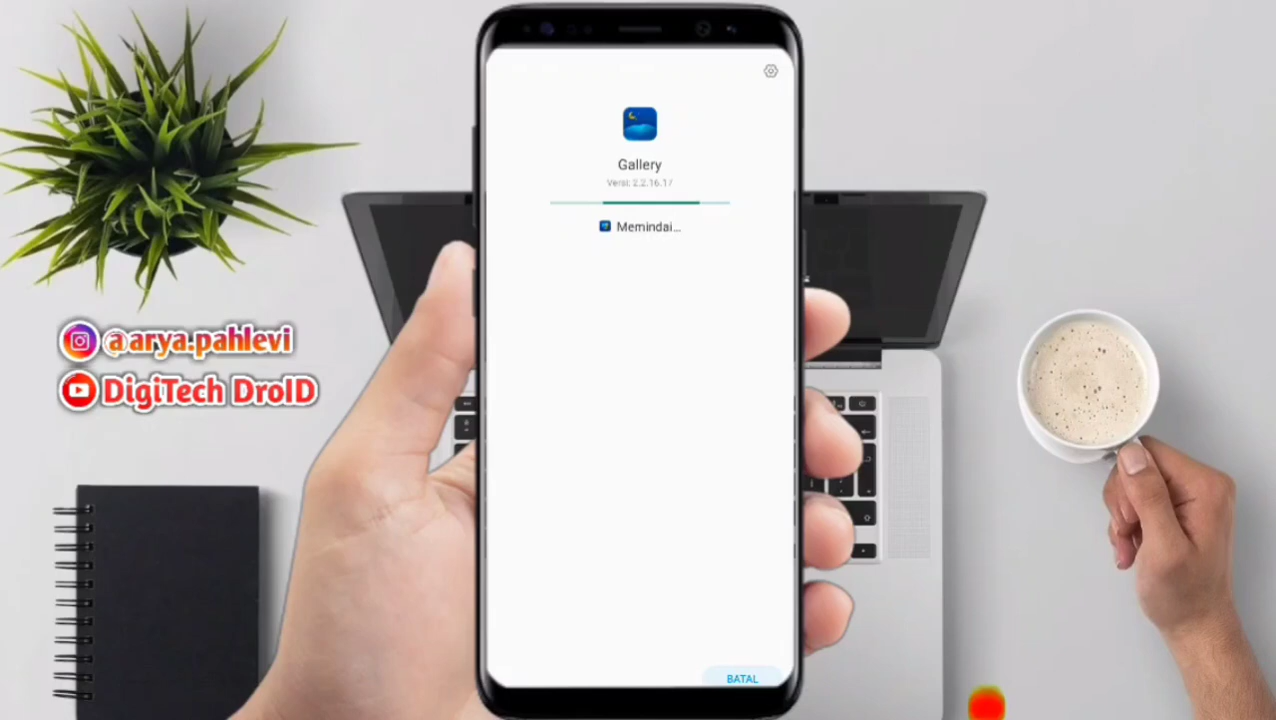 Gallery
Versi: 2.2.16.17
Memindai...
@arya.pahlevi
DigiTech DroID
BATAL